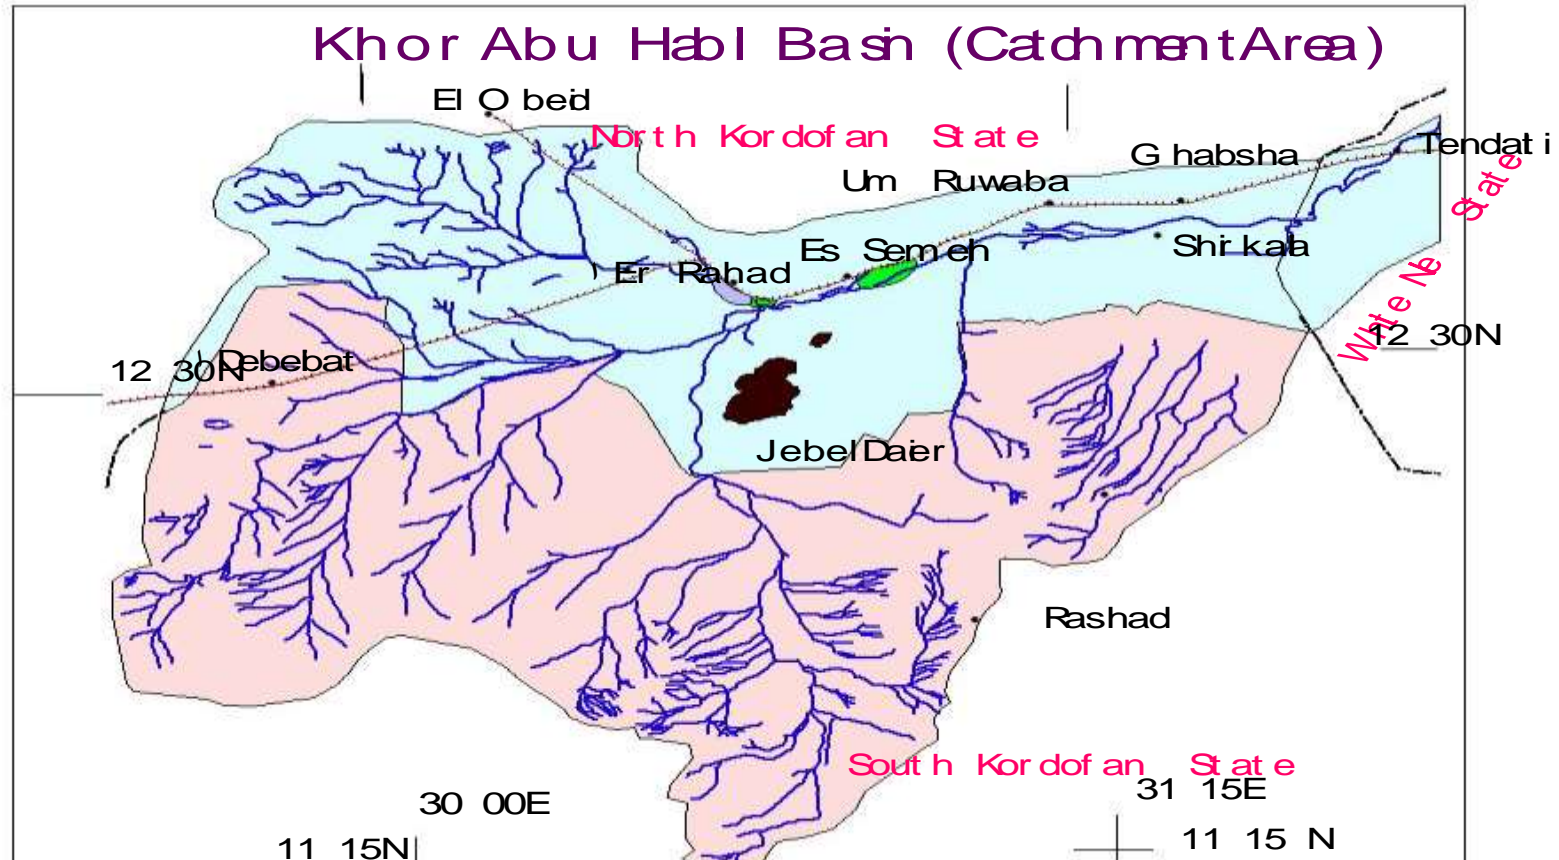 Khor Abu Habl Basin (Catchment Area)
El Obeid
North Kordofan State
Ghabsha
Tendati
Um Ruwaba
White Nile State
Es Semeh
Shirkala
Er Rahad
12 30N
Debebat
12 30N
Jebel Daier
Rashad
South Kordofan State
30 00E
31 15E
11 15N
11 15 N